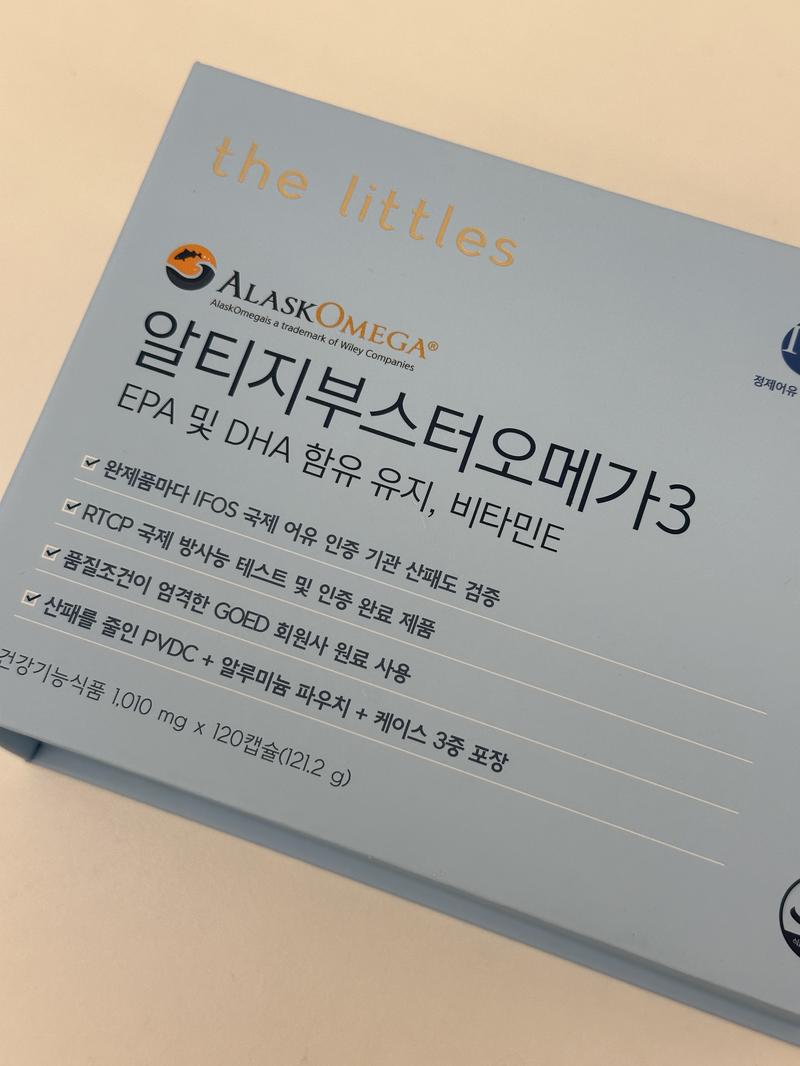 the littles
ALASKOMEGA®
AlaskOmegais a trademark of Wiley Companies
알티지부스터오메가3
EPA 및 DHA 함유 유지, 비타민E
정제어유
완제품마다 IFOS 국제 어유 인증 기관 산패도 검증
RTCP 국제 방사능 테스트 및 인증 완료 제품
품질조건이 엄격한 GOED 회원사 원료 사용
산패를 줄인 PVDC + 알루미늄 파우치 + 케이스 3중 포장
건강기능식품 1,010 mg x 120캡슐(121.2 g)